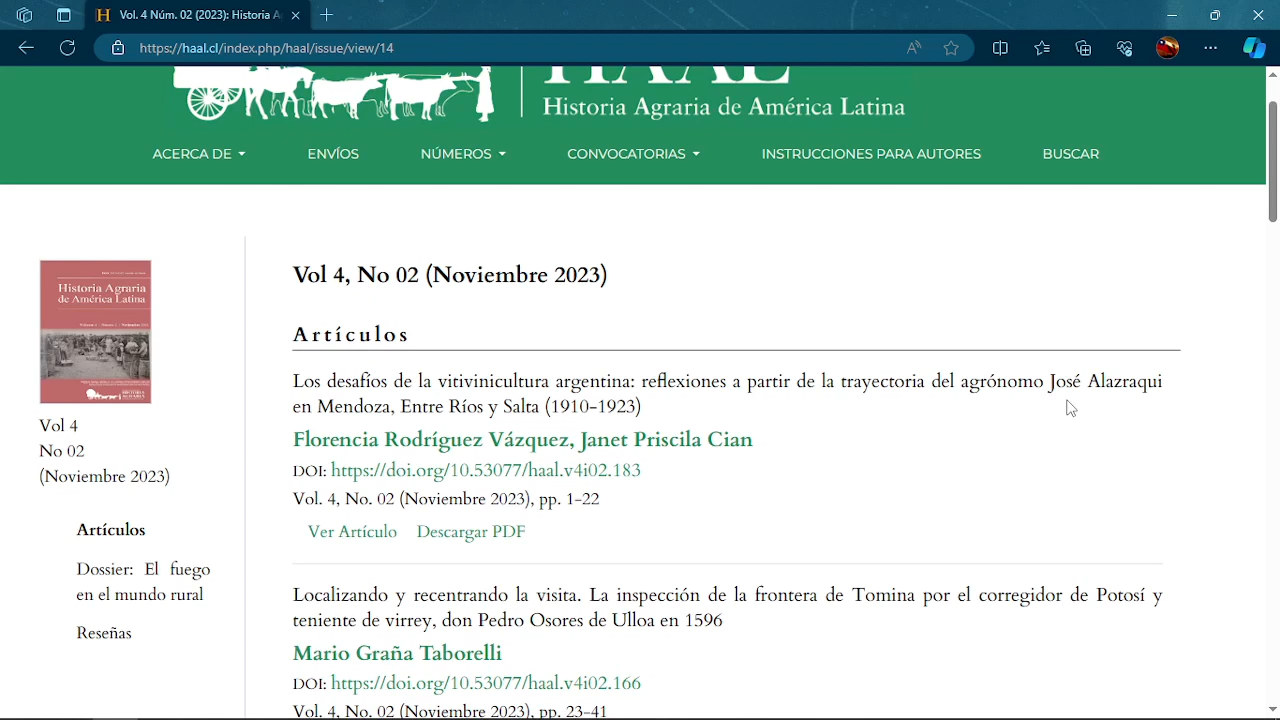 Vol. 4 Núm. 02 (2023): Historia A
https://haal.cl/index.php/haal/issue/view/14
HAAL
Historia Agraria de América Latina
ACERCA DE
ENVÍOS
NÚMEROS
CONVOCATORIAS
INSTRUCCIONES PARA AUTORES
BUSCAR
Historia Agraria
de América Latina
Vol 4
No 02
(Noviembre 2023)
Artículos
Dossier: El fuego
en el mundo rural
Reseñas
Vol 4, No 02 (Noviembre 2023)
Artículos
Los desafíos de la vitivinicultura argentina: reflexiones a partir de la trayectoria del agrónomo José Alazraqui
en Mendoza, Entre Ríos y Salta (1910-1923)
Florencia Rodríguez Vázquez, Janet Priscila Cian
DOI: https://doi.org/10.53077/haal.v4i02.183
Vol. 4, No. 02 (Noviembre 2023), pp. 1-22
Ver Artículo Descargar PDF
Localizando y recentrando la visita. La inspección de la frontera de Tomina por el corregidor de Potosí y
teniente de virrey, don Pedro Osores de Ulloa en 1596
Mario Graña Taborelli
DOI: https://doi.org/10.53077/haal.v4i02.166
Vol. 4, No. 02 (Noviembre 2023), pp. 23-41